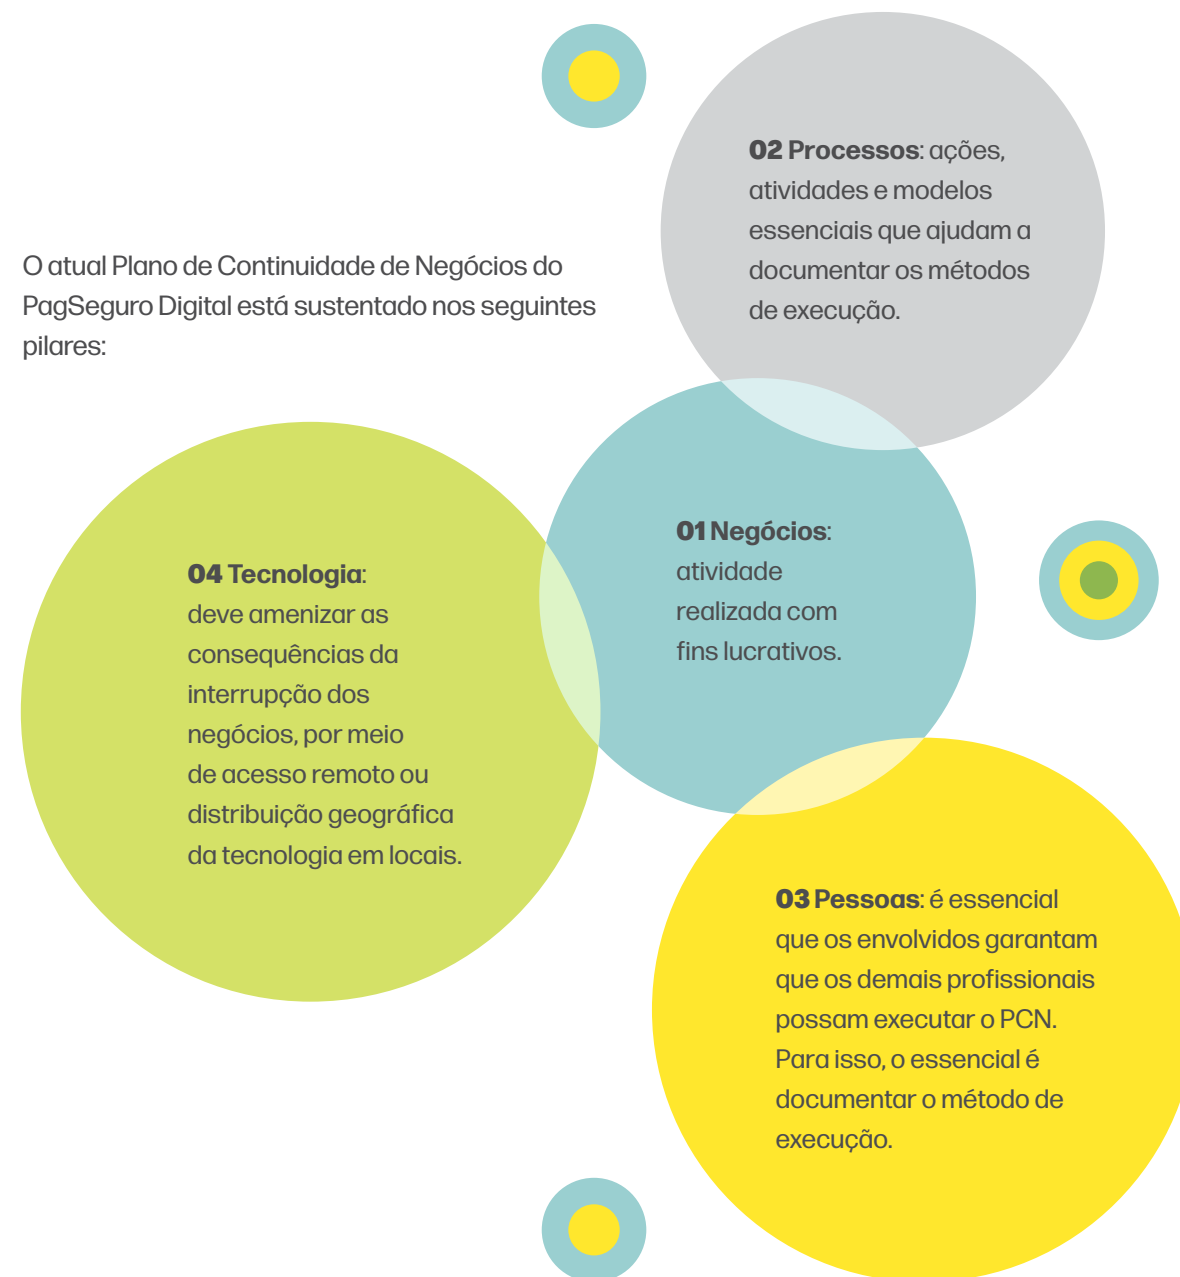 O atual Plano de Continuidade de Negócios do
PagSeguro Digital está sustentado nos seguintes
pilares:
01 Negócios:
atividade
realizada com
fins lucrativos.
02 Processos: ações,
atividades e modelos
essenciais que ajudam a
documentar os métodos
de execução.
03 Pessoas: é essencial
que os envolvidos garantam
que os demais profissionais
possam executar o PCN.
Para isso, o essencial é
documentar o método de
execução.
04 Tecnologia:
deve amenizar as
consequências da
interrupção dos
negócios, por meio
de acesso remoto ou
distribuição geográfica
da tecnologia em locais.